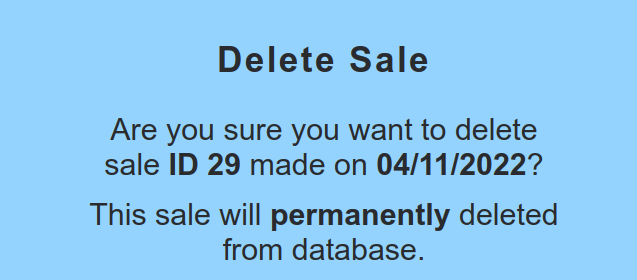 Delete Sale
Are you sure you want to delete
sale ID 29 made on 04/11/2022?
This sale will permanently deleted
from database.